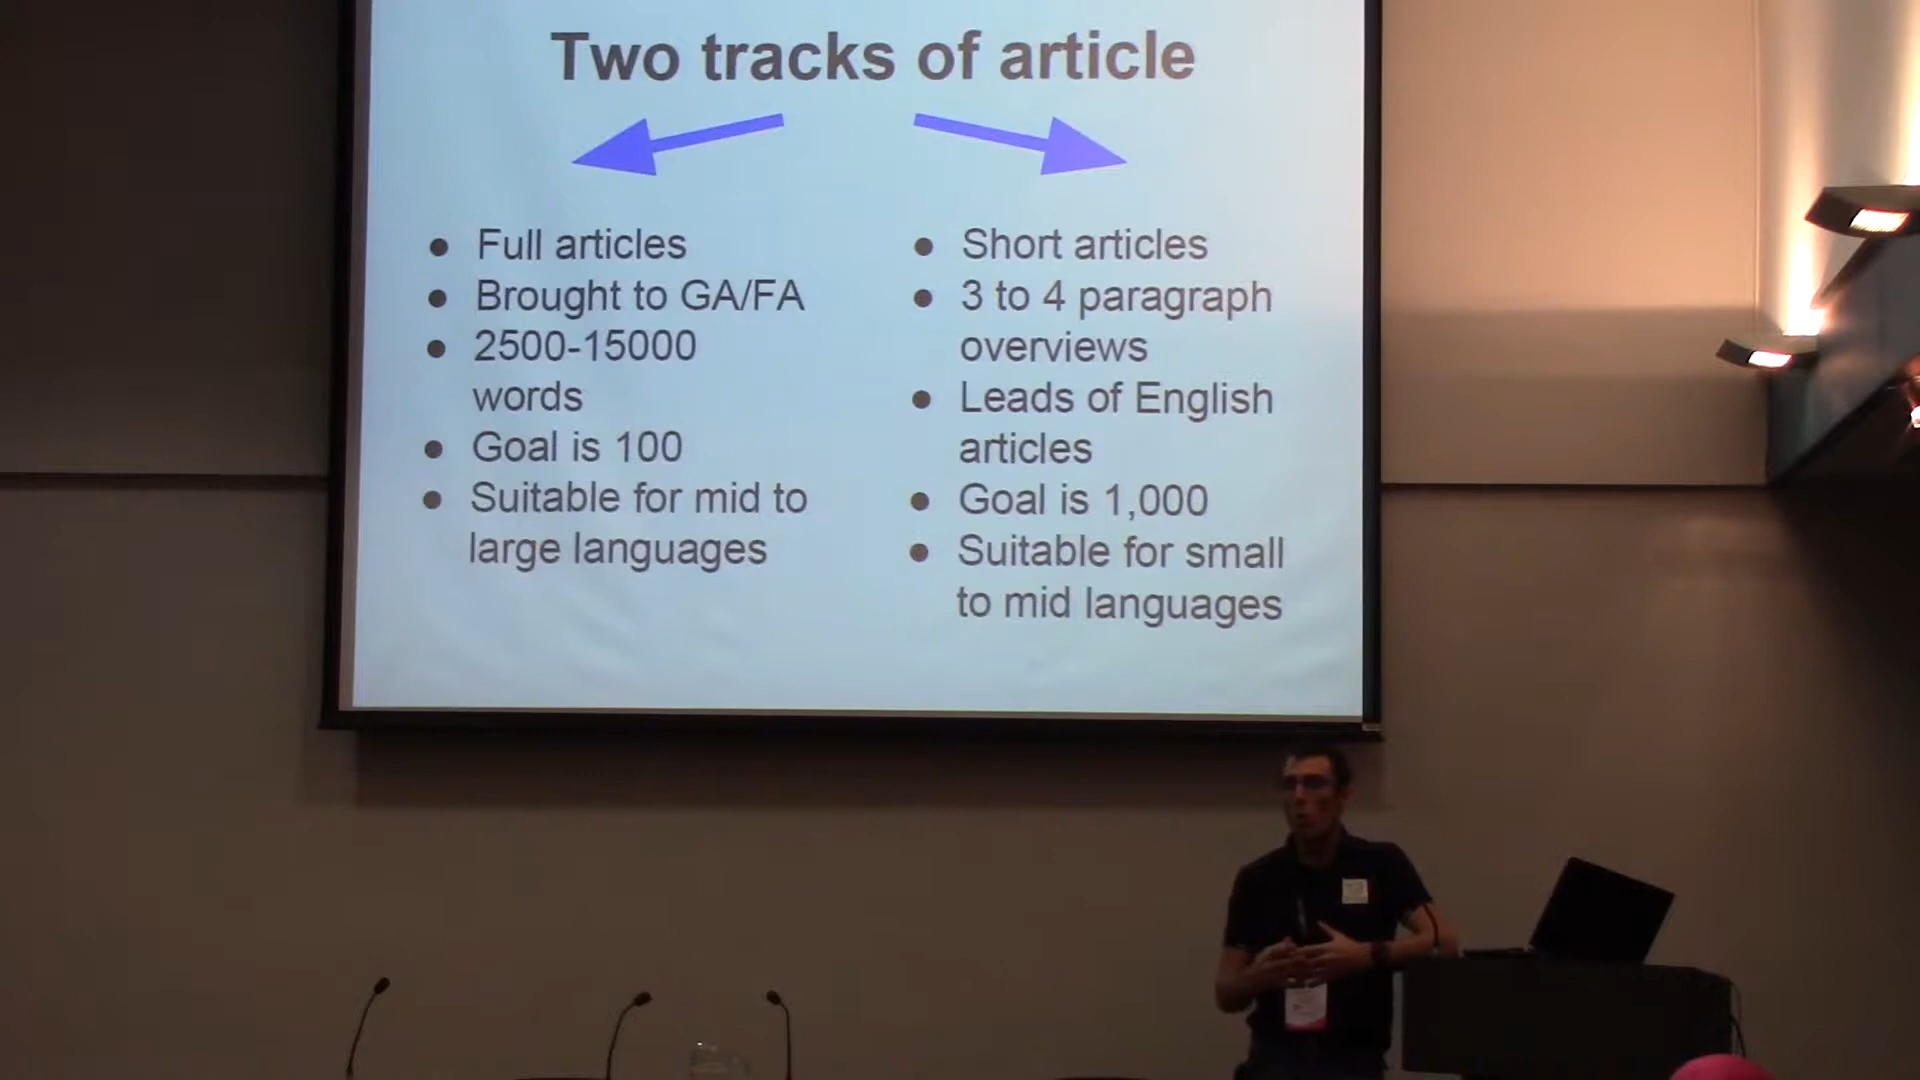 Two tracks of article
● Full articles
● Brought to GA/FA
● 2500-15000
words
● Goal is 100
● Suitable for mid to
large languages
● Short articles
● 3 to 4 paragraph
overviews
● Leads of English
articles
● Goal is 1,000
● Suitable for small
to mid languages